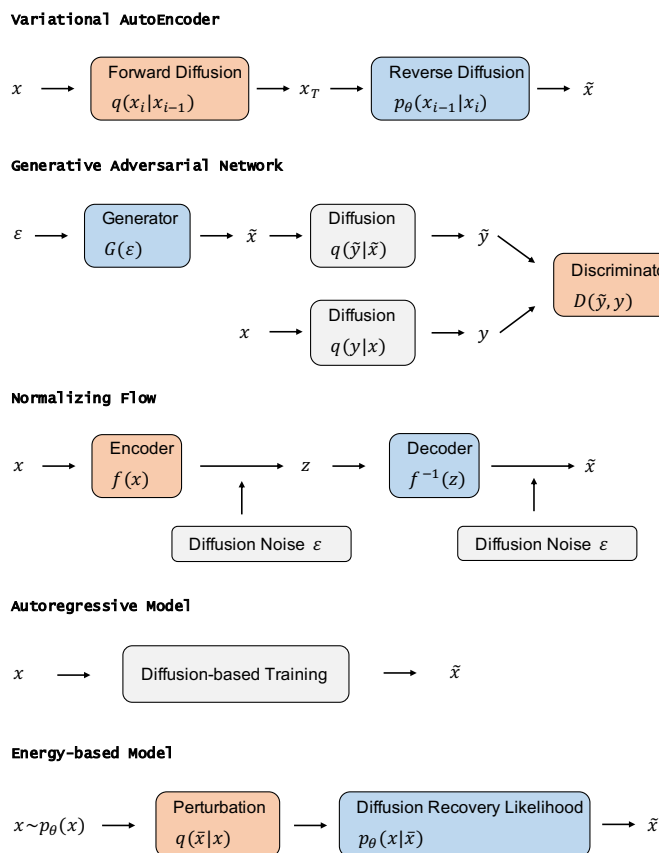 Variational AutoEncoder
x Forward Diffusion x_T Reverse Diffusion x̃
q(x_i|x_{i−1}) p_θ(x_{i−1}|x_i)
Generative Adversarial Network
ε Generator x̃ Diffusion ỹ
G(ε) q(ỹ|x̃)
Discriminato
D(ỹ, y)
x Diffusion y
q(y|x)
Normalizing Flow
x Encoder z Decoder x̃
f(x) f⁻¹(z)
Diffusion Noise ε Diffusion Noise ε
Autoregressive Model
x Diffusion-based Training x̃
Energy-based Model
x~p_θ(x) Perturbation Diffusion Recovery Likelihood x̃
q(x̄|x) p_θ(x|x̄)